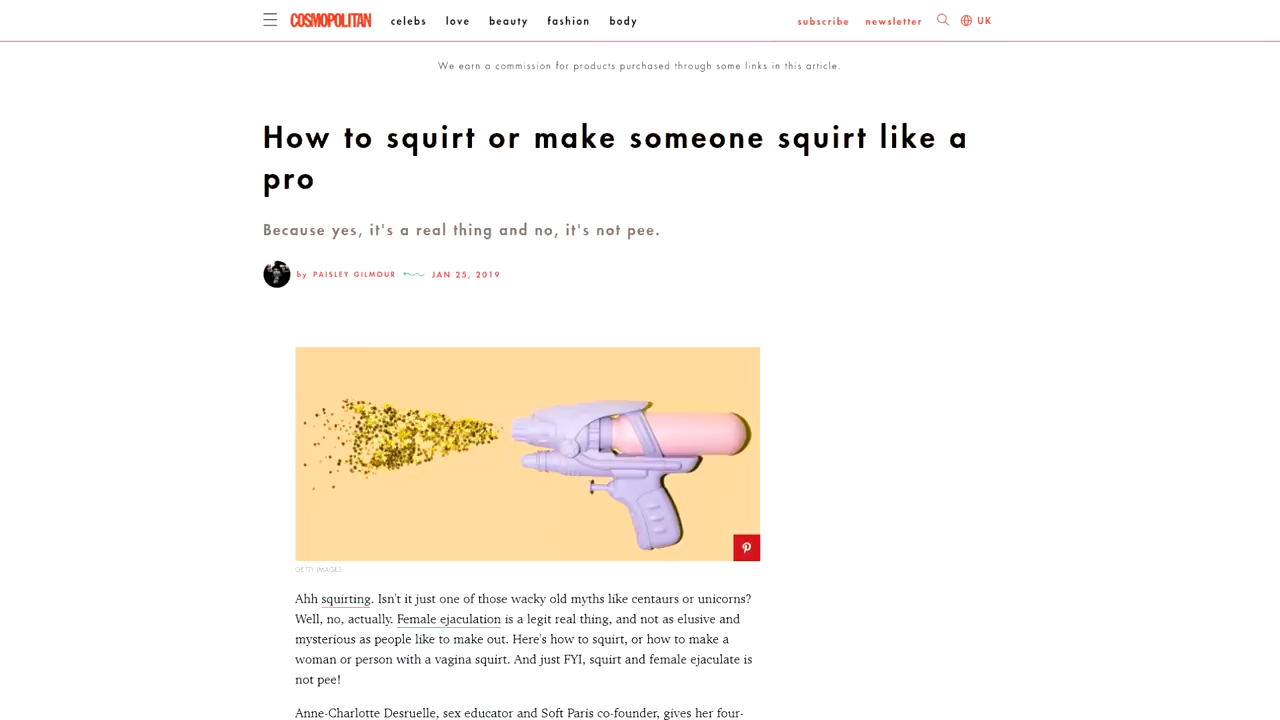 COSMOPOLITAN celebs love beauty fashion body subscribe newsletter UK
We earn a commission for products purchased through some links in this article.
How to squirt or make someone squirt like a
pro
Because yes, it's a real thing and no, it's not pee.
by PAISLEY GILMOUR JAN 25, 2019
GETTY IMAGES
Ahh squirting. Isn't it just one of those wacky old myths like centaurs or unicorns?
Well, no, actually. Female ejaculation is a legit real thing, and not as elusive and
mysterious as people like to make out. Here's how to squirt, or how to make a
woman or person with a vagina squirt. And just FYI, squirt and female ejaculate is
not pee!
Anne-Charlotte Desruelle, sex educator and Soft Paris co-founder, gives her four-